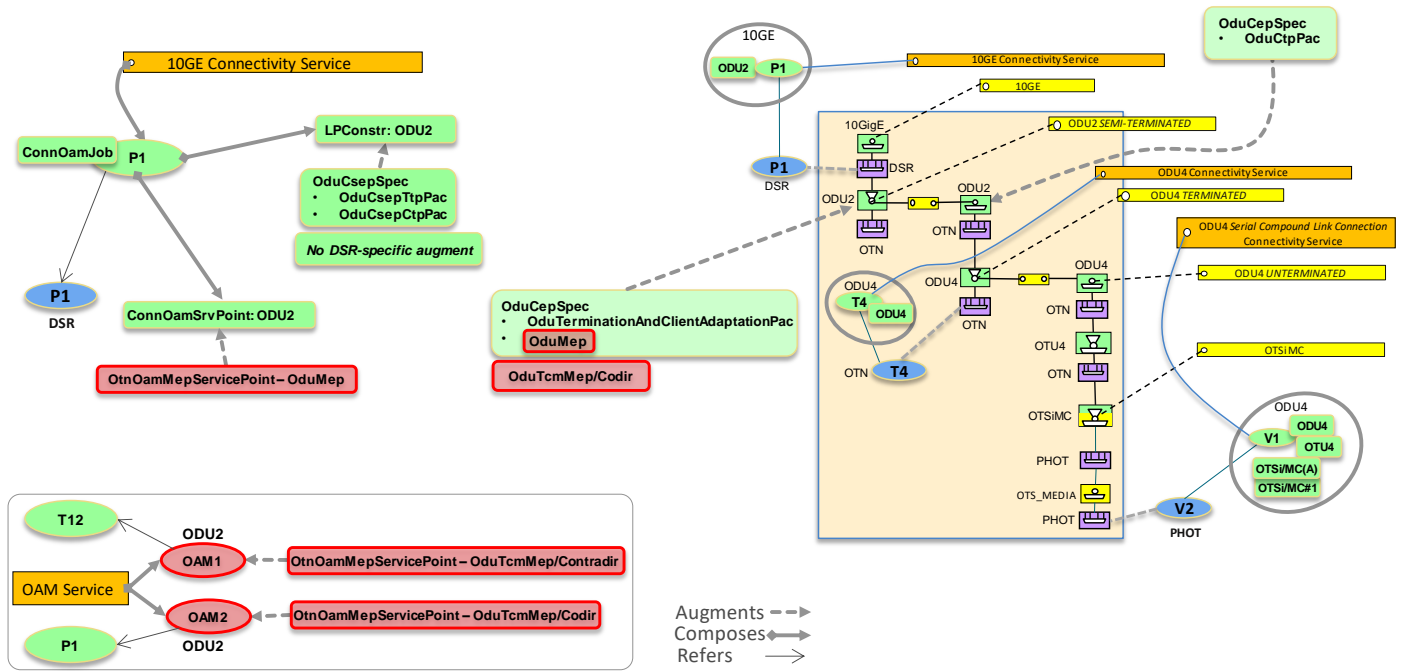 10GE Connectivity Service
ConnOamJob
P1
LPConstr: ODU2
OduCsepSpec
• OduCsepTtpPac
• OduCsepCtpPac
No DSR-specific augment
P1
DSR
ConnOamSrvPoint: ODU2
OtnOamMepServicePoint – OduMep
10GE
ODU2
P1
10GE Connectivity Service
10GE
OduCepSpec
• OduCtpPac
P1
DSR
10GigE
DSR
ODU2
OTN
ODU2
OTN
ODU2 SEMI-TERMINATED
ODU4 Connectivity Service
ODU4 TERMINATED
ODU4 Serial Compound Link Connection
Connectivity Service
ODU4 UNTERMINATED
OTSiMC
OduCepSpec
• OduTerminationAndClientAdaptationPac
• OduMep
OduTcmMep/Codir
ODU4
T4
ODU4
OTN
T4
ODU4
OTN
ODU4
OTN
OTU4
OTN
OTSiMC
PHOT
OTS_MEDIA
PHOT
ODU4
V1
ODU4
OTU4
OTSi/MC(A)
OTSi/MC#1
V2
PHOT
T12
ODU2
OAM1
OtnOamMepServicePoint – OduTcmMep/Contradir
OAM Service
OAM2
OtnOamMepServicePoint – OduTcmMep/Codir
P1
ODU2
Augments
Composes
Refers